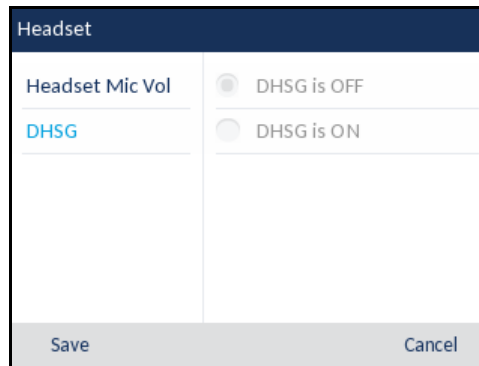 Headset
Headset Mic Vol
DHSG is OFF
DHSG
DHSG is ON
Save
Cancel